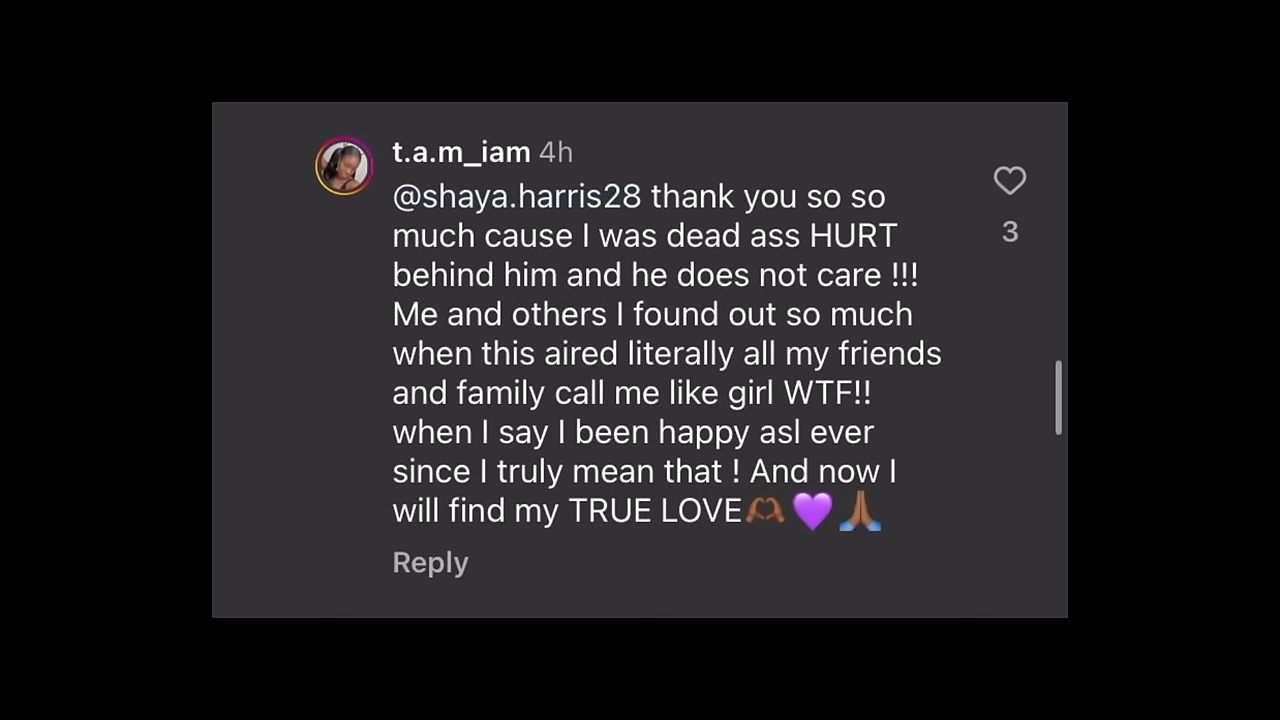 t.a.m_iam 4h
@shaya.harris28 thank you so so
much cause I was dead ass HURT
behind him and he does not care !!!
Me and others I found out so much
when this aired literally all my friends
and family call me like girl WTF!!
when I say I been happy asl ever
since I truly mean that ! And now I
will find my TRUE LOVE🫶🏾💜🙏🏾
3
Reply